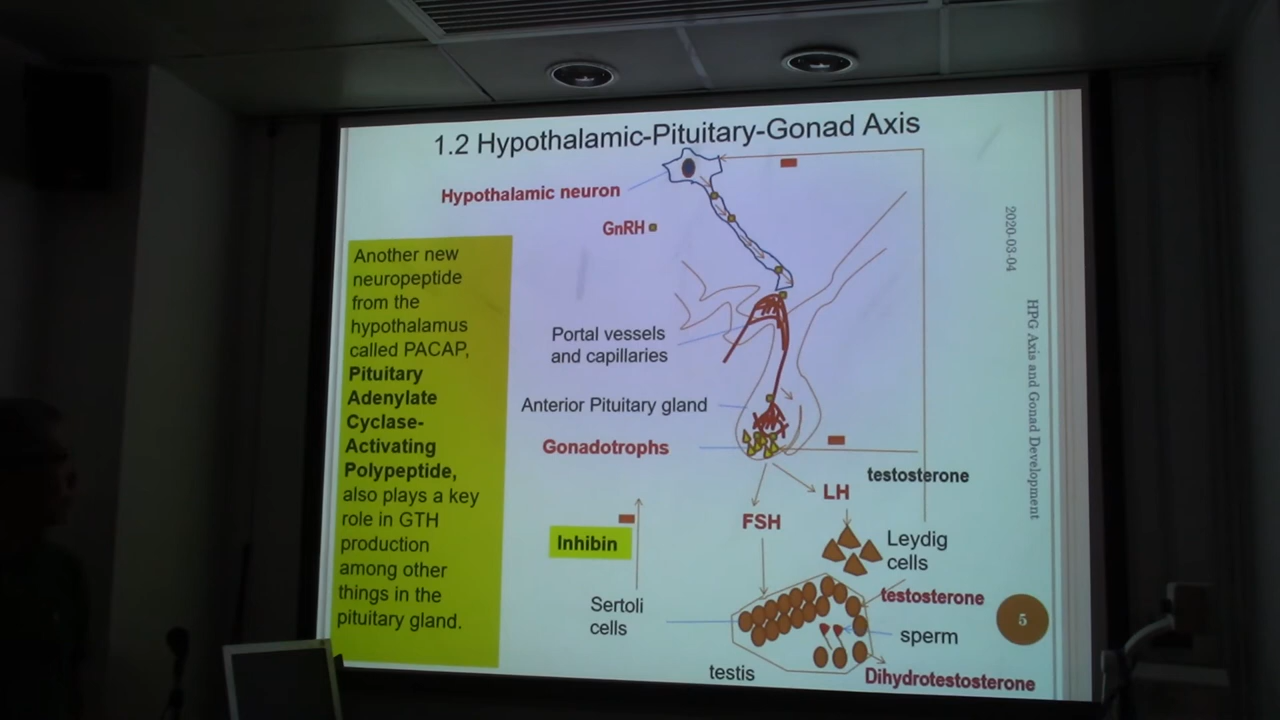 1.2 Hypothalamic-Pituitary-Gonad Axis
Hypothalamic neuron
GnRH
Another new
neuropeptide
from the
hypothalamus
called PACAP,
Pituitary
Adenylate
Cyclase-
Activating
Polypeptide,
also plays a key
role in GTH
production
among other
things in the
pituitary gland.
Portal vessels
and capillaries
Anterior Pituitary gland
Gonadotrophs
testosterone
LH
FSH
Inhibin
Leydig
cells
Sertoli
cells
testosterone
sperm
testis
Dihydrotestosterone
2020-03-04
HPG Axis and Gonad Development
5